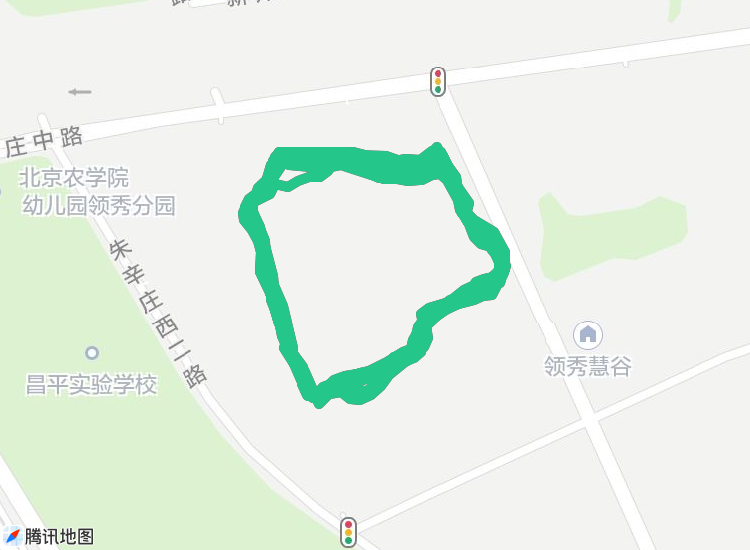 庄中路
北京农学院
幼儿园领秀分园
朱辛庄西二路
昌平实验学校
领秀慧谷
腾讯地图